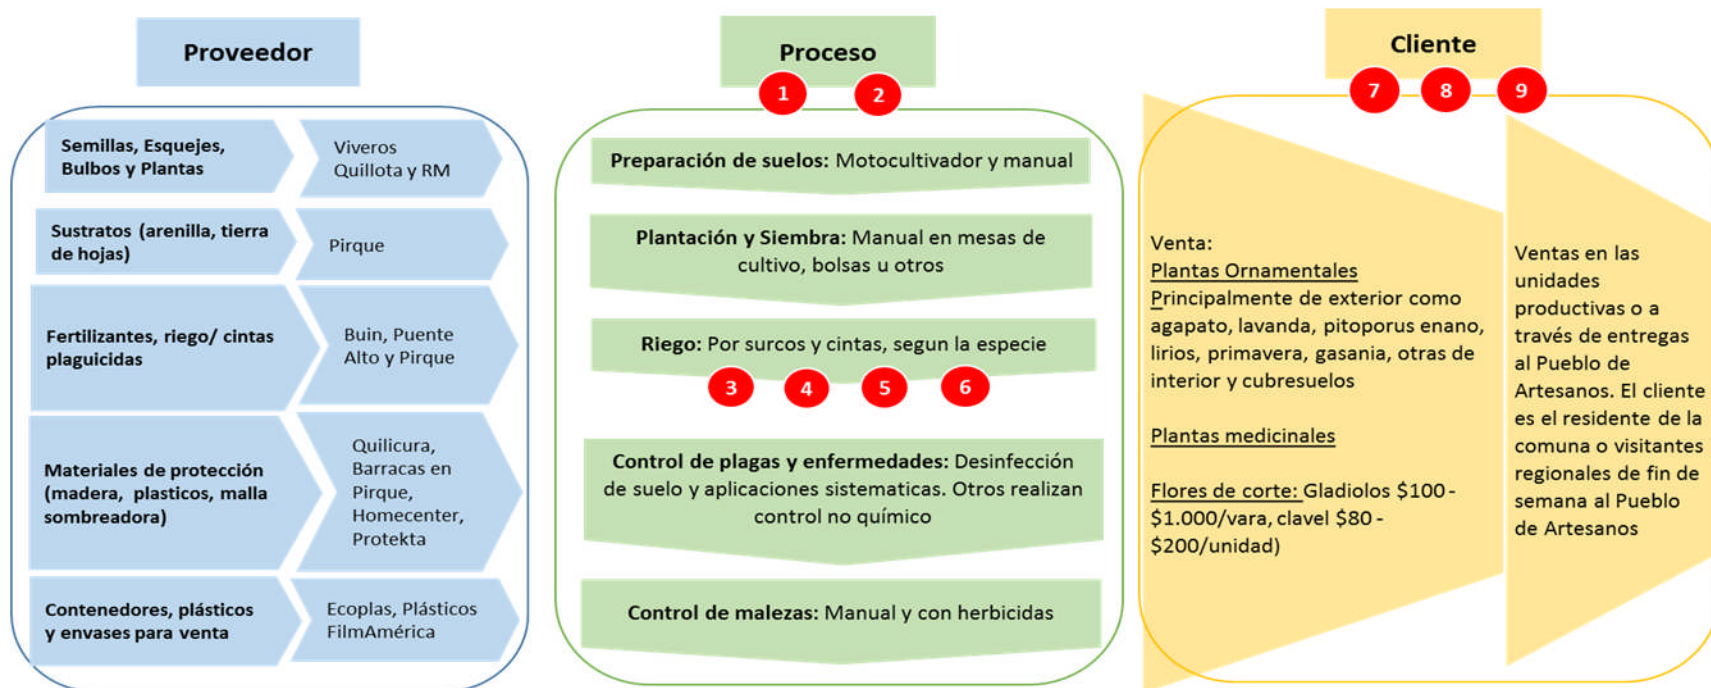 Proveedor
Semillas, Esquejes,
Bulbos y Plantas
Viveros
Quillota y RM
Sustratos (arenilla, tierra
de hojas)
Pirque
Fertilizantes, riego/ cintas
plaguicidas
Buin, Puente
Alto y Pirque
Materiales de protección
(madera, plasticos, malla
sombreadora)
Quilicura,
Barracas en
Pirque,
Homecenter,
Protekta
Contenedores, plásticos
y envases para venta
Ecoplas, Plásticos
FilmAmérica
Proceso
1 2
Preparación de suelos: Motocultivador y manual
Plantación y Siembra: Manual en mesas de
cultivo, bolsas u otros
Riego: Por surcos y cintas, segun la especie
3 4 5 6
Control de plagas y enfermedades: Desinfección
de suelo y aplicaciones sistematicas. Otros realizan
control no químico
Control de malezas: Manual y con herbicidas
Cliente
7 8 9
Venta:
Plantas Ornamentales
Principalmente de exterior como
agapato, lavanda, pitoporus enano,
lirios, primavera, gasania, otras de
interior y cubresuelos
Plantas medicinales
Flores de corte: Gladiolos $100 -
$1.000/vara, clavel $80 -
$200/unidad)
Ventas en las
unidades
productivas o a
través de entregas
al Pueblo de
Artesanos. El cliente
es el residente de la
comuna o visitantes
regionales de fin de
semana al Pueblo
de Artesanos